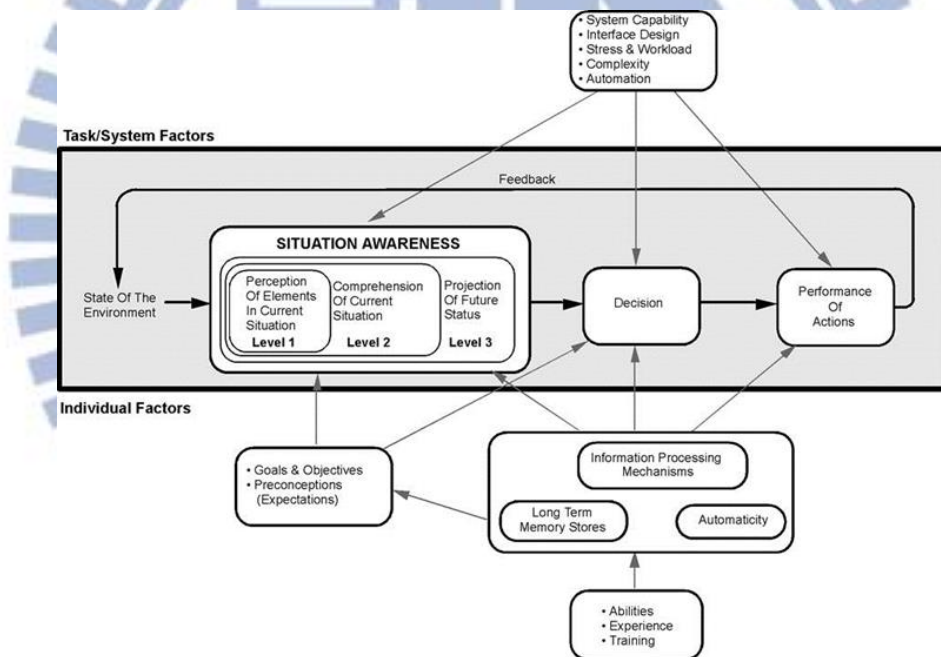 • System Capability
• Interface Design
• Stress & Workload
• Complexity
• Automation
Task/System Factors
Feedback
SITUATION AWARENESS
Perception
Of Elements
In Current
Situation
Level 1
Comprehension
Of Current
Situation
Level 2
Projection
Of Future
Status
Level 3
State Of The
Environment
Decision
Performance
Of
Actions
Individual Factors
• Goals & Objectives
• Preconceptions
(Expectations)
Information Processing
Mechanisms
Long Term
Memory Stores
Automaticity
• Abilities
• Experience
• Training